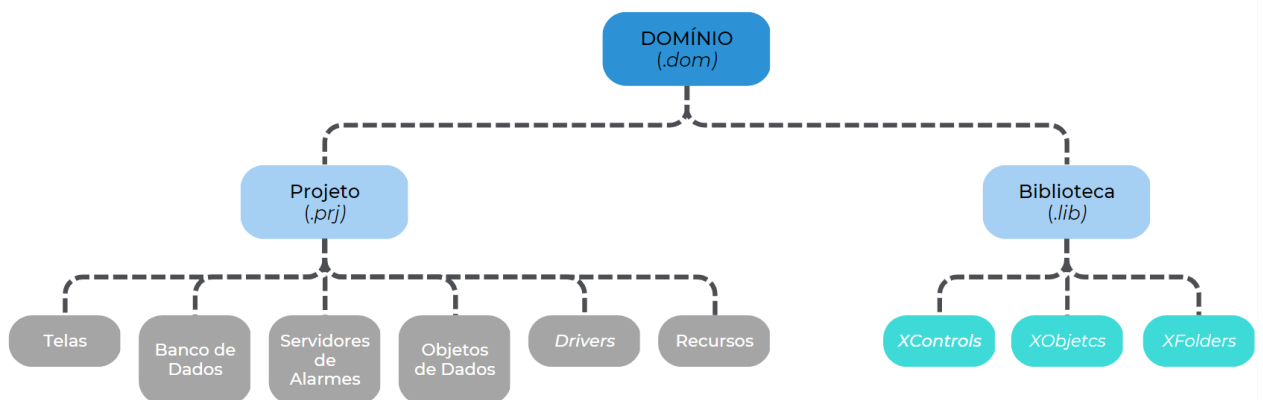 DOMÍNIO
(.dom)
Projeto
(.prj)
Biblioteca
(.lib)
Telas
Banco de
Dados
Servidores
de
Alarmes
Objetos
de Dados
Drivers
Recursos
XControls
XObjetcs
XFolders